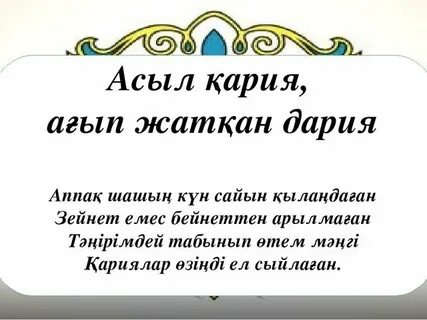 Асыл қария,
ағып жатқан дария
Аппақ шашың күн сайын қылаңдаған
Зейнет емес бейнеттен арылмаған
Тәңірімдей табынып өтем мәңгі
Қариялар өзіңді ел сыйлаған.